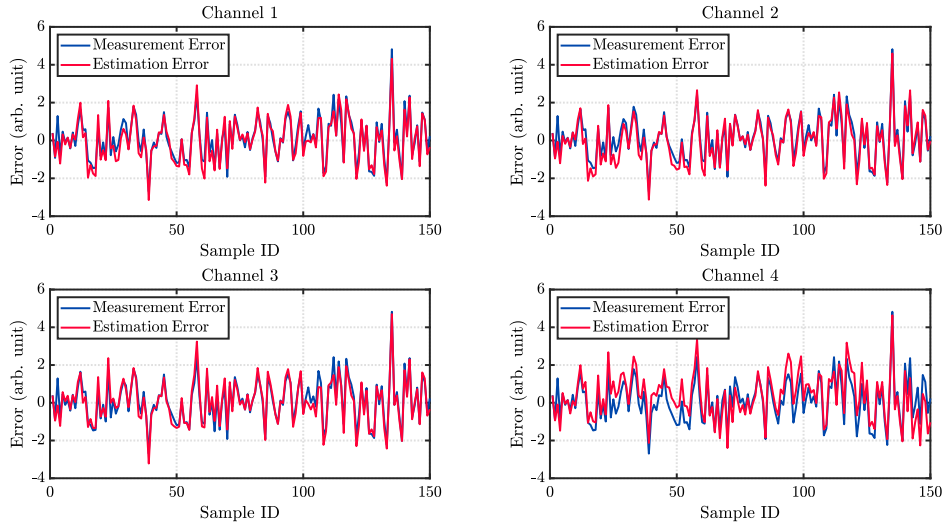 Channel 1
Error (arb. unit)
6
4
2
0
-2
-4
Measurement Error
Estimation Error
0
50
100
150
Sample ID
Channel 2
Error (arb. unit)
6
4
2
0
-2
-4
Measurement Error
Estimation Error
0
50
100
150
Sample ID
Channel 3
Error (arb. unit)
6
4
2
0
-2
-4
Measurement Error
Estimation Error
0
50
100
150
Sample ID
Channel 4
Error (arb. unit)
6
4
2
0
-2
-4
Measurement Error
Estimation Error
0
50
100
150
Sample ID